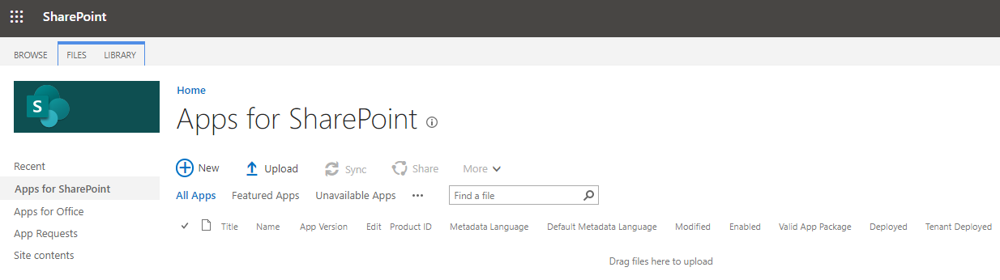 SharePoint
BROWSE FILES LIBRARY
S
Home
Apps for SharePoint
New Upload Sync Share More
All Apps Featured Apps Unavailable Apps ••• Find a file
Title Name App Version Edit Product ID Metadata Language Default Metadata Language Modified Enabled Valid App Package Deployed Tenant Deployed
Drag files here to upload
Recent
Apps for SharePoint
Apps for Office
App Requests
Site contents